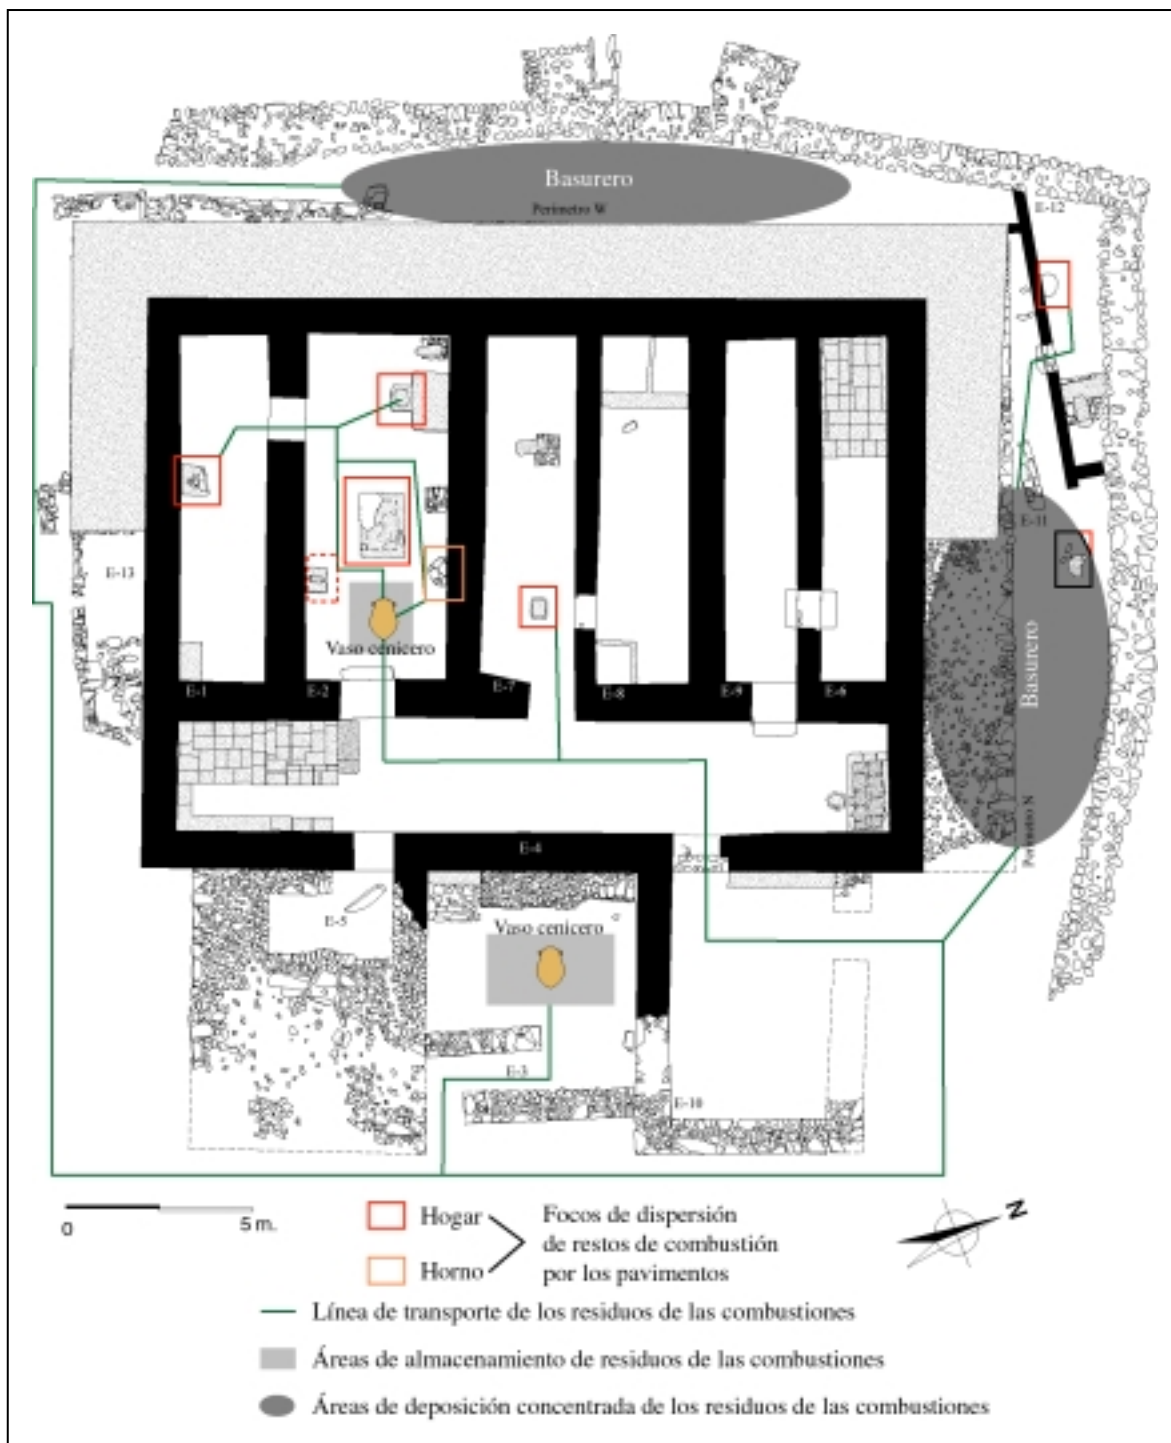 Basurero
Perímetro W
E-12
E-11
E-13
Vaso cenicero
E-1
E-2
E-7
E-8
E-9
E-6
Basurero
Perímetro N
E-4
E-5
Vaso cenicero
E-3
E-10
0
5 m.
N
Hogar
Horno
Focos de dispersión
de restos de combustión
por los pavimentos
Línea de transporte de los residuos de las combustiones
Áreas de almacenamiento de residuos de las combustiones
Áreas de deposición concentrada de los residuos de las combustiones